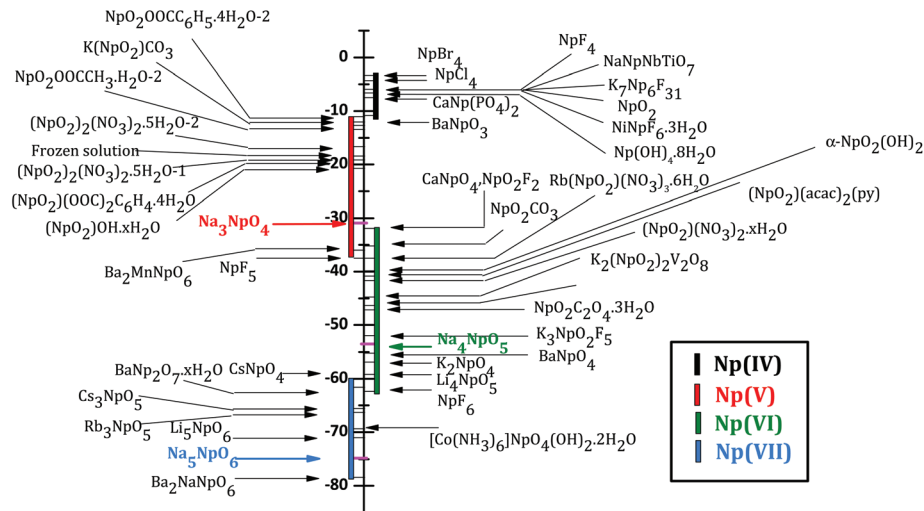 NpO2OOCC6H5.4H2O-2
K(NpO2)CO3
NpO2OOCCH3.H2O-2
(NpO2)2(NO3)2.5H2O-2
Frozen solution
(NpO2)2(NO3)2.5H2O-1
(NpO2)(OOC)2C6H4.4H2O
(NpO2)OH.xH2O
Na3NpO4
Ba2MnNpO6
NpF5
BaNp2O7.xH2O
CsNpO4
Cs3NpO5
Rb3NpO5
Li5NpO6
Na5NpO6
Ba2NaNpO6
0
-10
-20
-30
-40
-50
-60
-70
-80
NpBr4
NpCl4
CaNp(PO4)2
BaNpO3
NpF4
NaNpNbTiO7
K7Np6F31
NpO2
NiNpF6.3H2O
Np(OH)4.8H2O
α-NpO2(OH)2
CaNpO4,NpO2F2
Rb(NpO2)(NO3)3.6H2O
(NpO2)(acac)2(py)
NpO2CO3
(NpO2)(NO3)2.xH2O
K2(NpO2)2V2O8
NpO2C2O4.3H2O
K3NpO2F5
Na4NpO5
BaNpO4
K2NpO4
Li4NpO5
NpF6
[Co(NH3)6]NpO4(OH)2.2H2O
Np(IV)
Np(V)
Np(VI)
Np(VII)